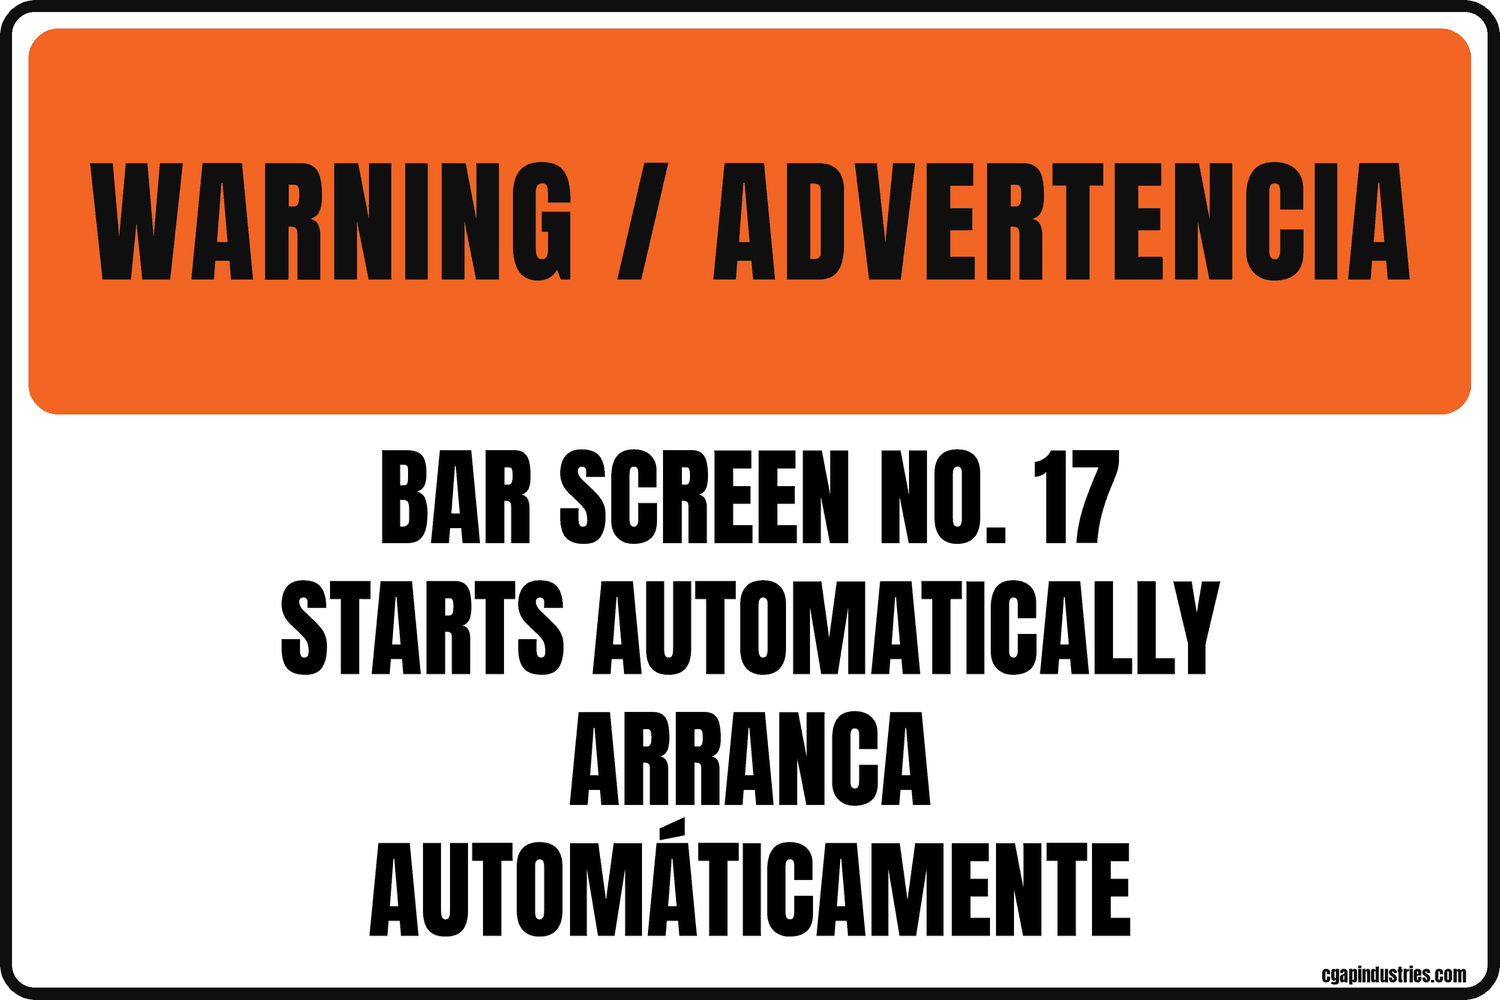 WARNING / ADVERTENCIA
BAR SCREEN NO. 17
STARTS AUTOMATICALLY
ARRANCA
AUTOMÁTICAMENTE
cgapindustries.com